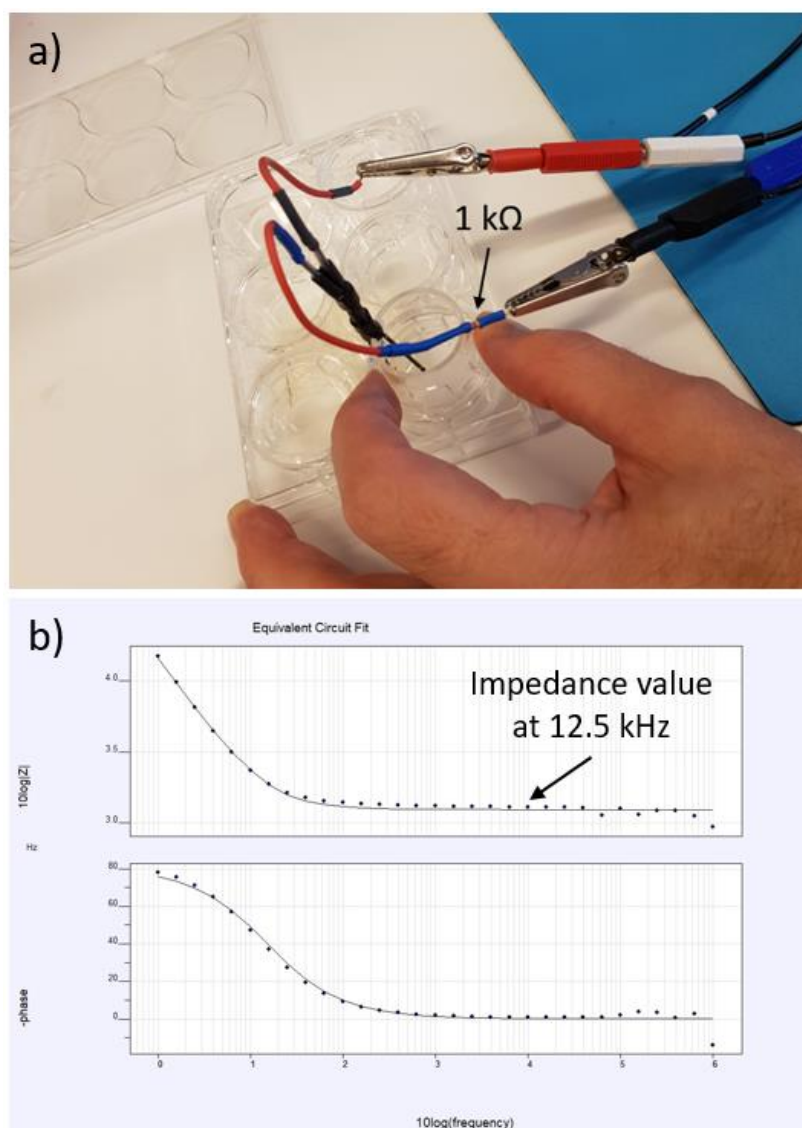 a)
1 kΩ
b)
Equivalent Circuit Fit
Impedance value
at 12.5 kHz
4.0
3.5
3.0
10log|Z|
Hz
80
60
40
20
0
-phase
0 1 2 3 4 5 6
10log(frequency)